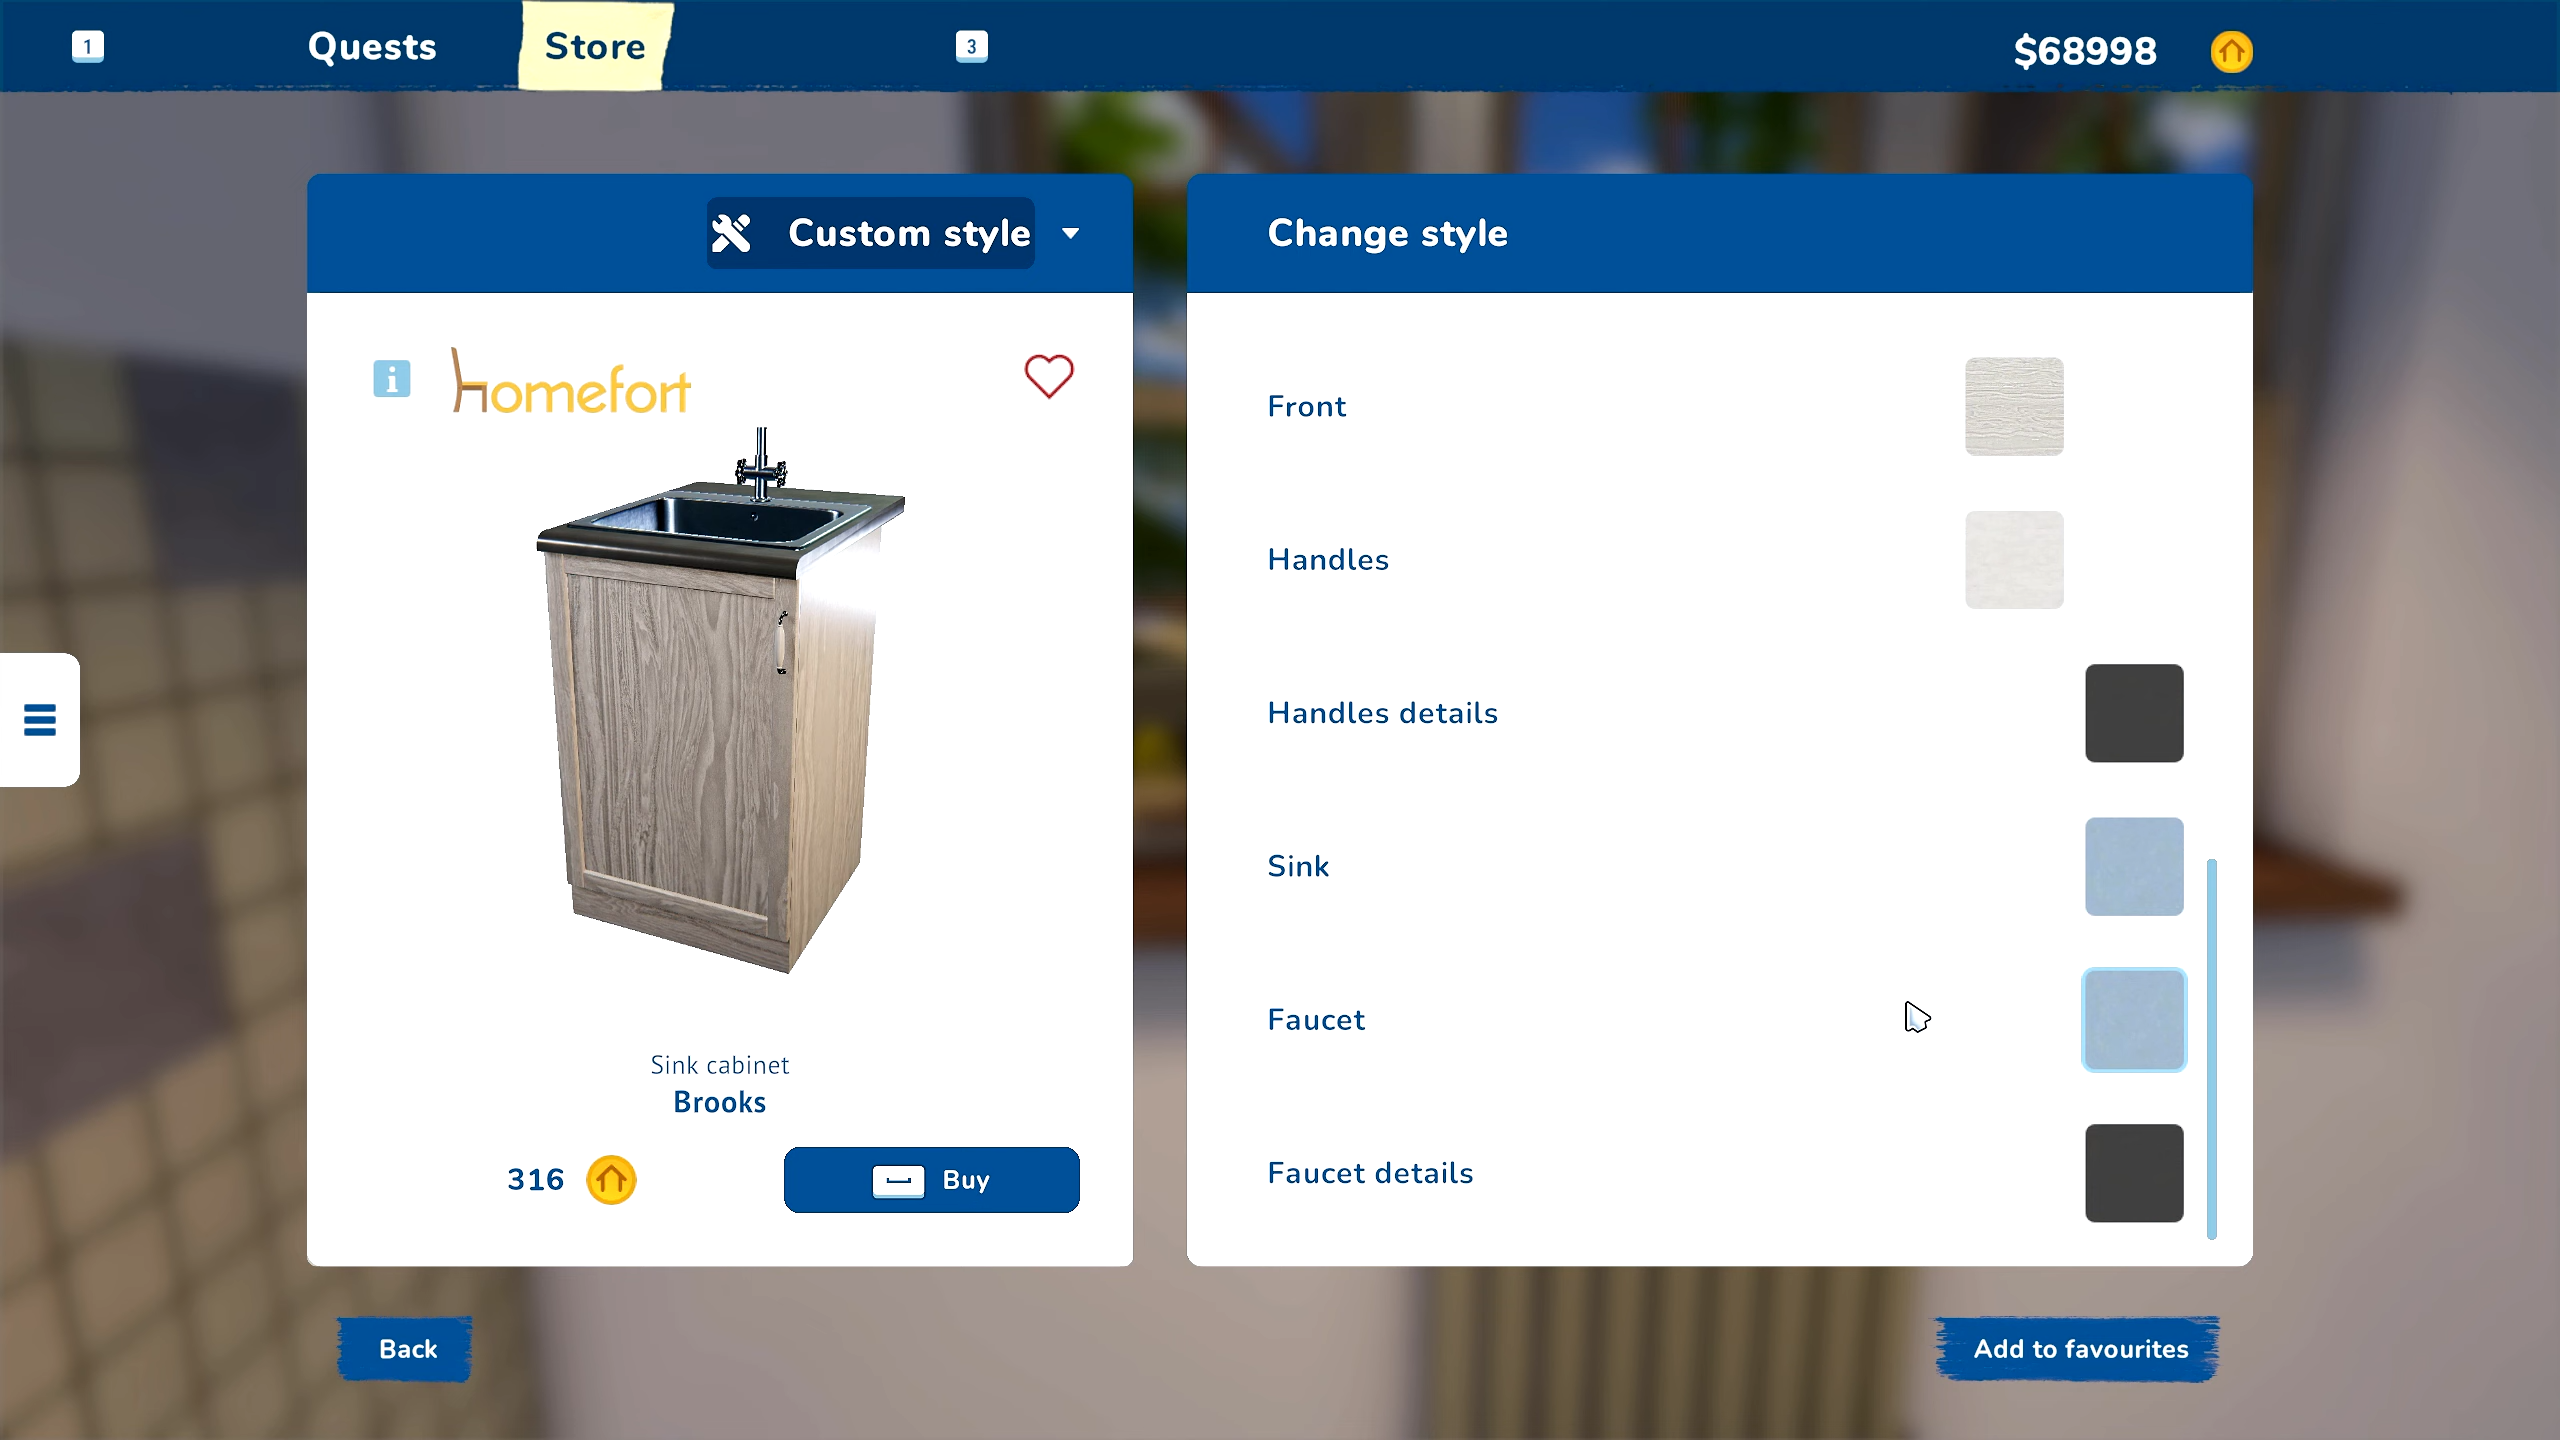 1
Quests
Store
3
$68998
Custom style
Change style
i
homefort
Front
Handles
Handles details
Sink
Faucet
Faucet details
Sink cabinet
Brooks
316
Buy
Back
Add to favourites